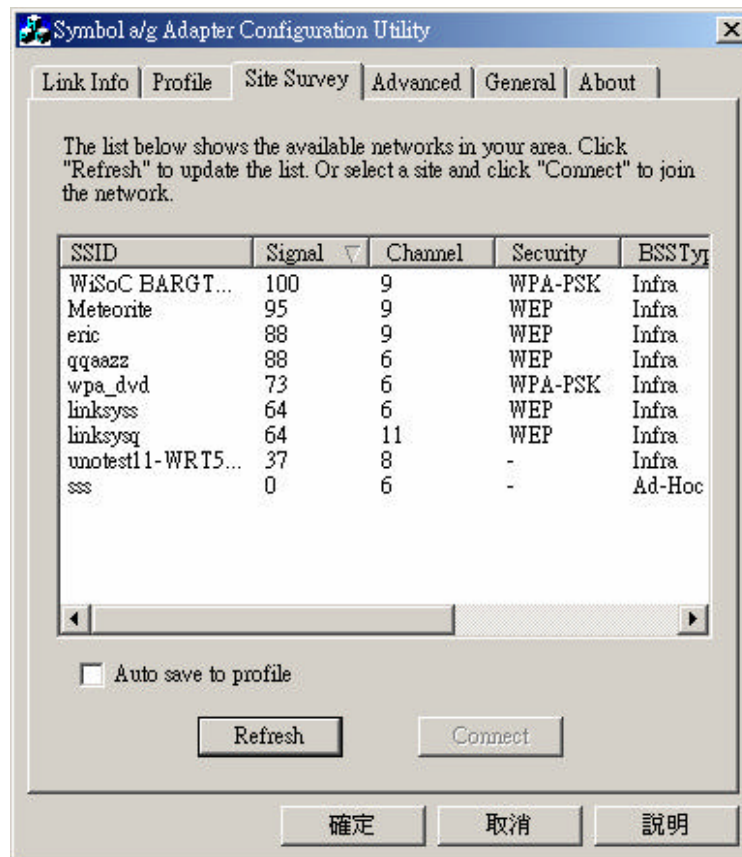 Symbol a/g Adapter Configuration Utility
Link Info Profile Site Survey Advanced General About
The list below shows the available networks in your area. Click
"Refresh" to update the list. Or select a site and click "Connect" to join
the network.
SSID Signal Channel Security BSSTyp
WiSoC BARGT... 100 9 WPA-PSK Infra
Meteorite 95 9 WEP Infra
eric 88 9 WEP Infra
qqaazz 88 6 WEP Infra
wpa_dvd 73 6 WPA-PSK Infra
linksyss 64 6 WEP Infra
linksysq 64 11 WEP Infra
unotest11-WRT5... 37 8 - Infra
sss 0 6 - Ad-Hoc
Auto save to profile
Refresh Connect
確定 取消 說明